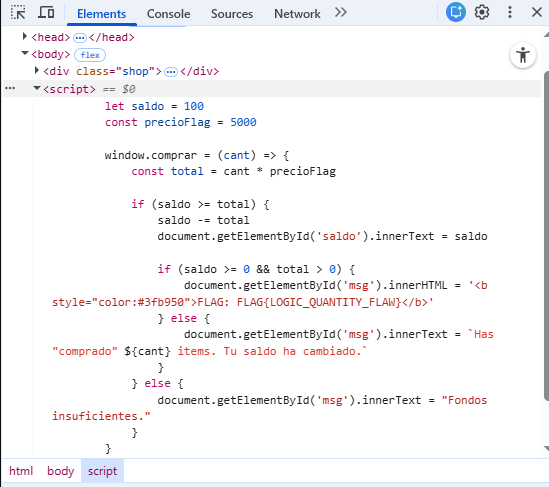 Elements Console Sources Network
<head> … </head>
<body> flex
<div class="shop"> … </div>
… <script> == $0
let saldo = 100
const precioFlag = 5000
window.comprar = (cant) => {
const total = cant * precioFlag
if (saldo >= total) {
saldo -= total
document.getElementById('saldo').innerText = saldo
if (saldo >= 0 && total > 0) {
document.getElementById('msg').innerHTML = '<b
style="color:#3fb950">FLAG: FLAG{LOGIC_QUANTITY_FLAW}</b>'
} else {
document.getElementById('msg').innerText = `Has
"comprado" ${cant} items. Tu saldo ha cambiado.`
}
} else {
document.getElementById('msg').innerText = "Fondos
insuficientes."
}
}
html body script